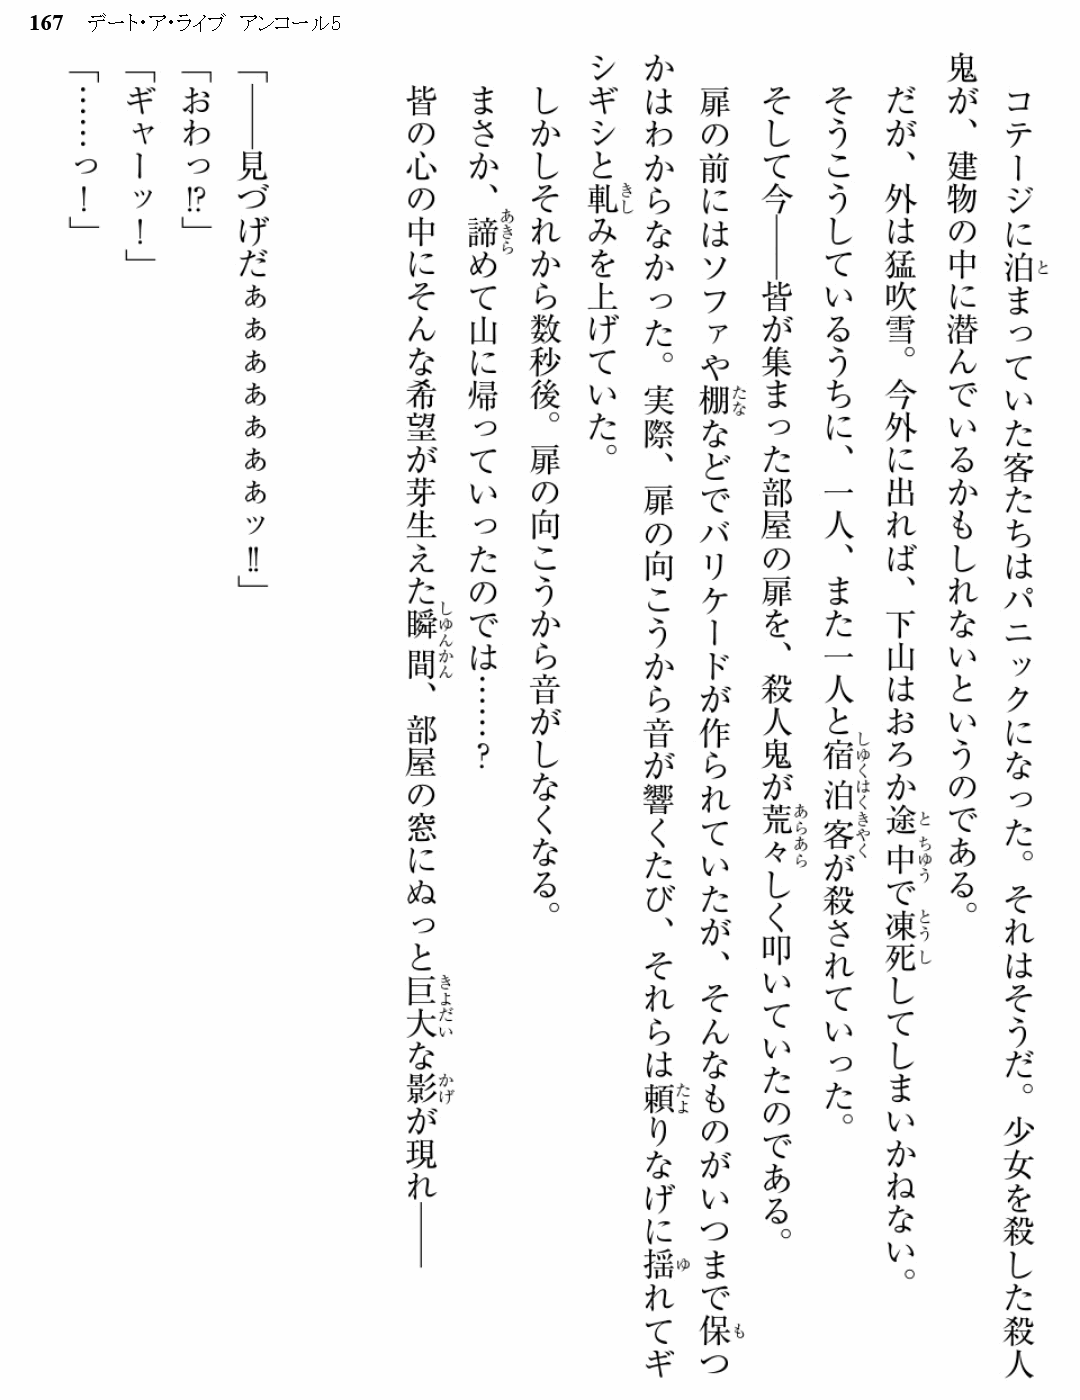 167 デート・ア・ライブ アンコール5
コテージに泊まっていた客たちはパニックになった。それはそうだ。少女を殺した殺人
鬼が、建物の中に潜んでいるかもしれないというのである。
だが、外は猛吹雪。今外に出れば、下山はおろか途中で凍死してしまいかねない。
そうこうしているうちに、一人、また一人と宿泊客が殺されていった。
そして今――皆が集まった部屋の扉を、殺人鬼が荒々しく叩いていたのである。
扉の前にはソファや棚などでバリケードが作られていたが、そんなものがいつまで保つ
かはわからなかった。実際、扉の向こうから音が響くたび、それらは頼りなげに揺れてギ
シギシと軋みを上げていた。
しかしそれから数秒後。扉の向こうから音がしなくなる。
まさか、諦めて山に帰っていったのでは……?
皆の心の中にそんな希望が芽生えた瞬間、部屋の窓にぬっと巨大な影が現れ――
「――見づげだぁぁぁぁぁぁぁッ‼」
「おわっ⁉」
「ギャーッ!」
「……っ!」